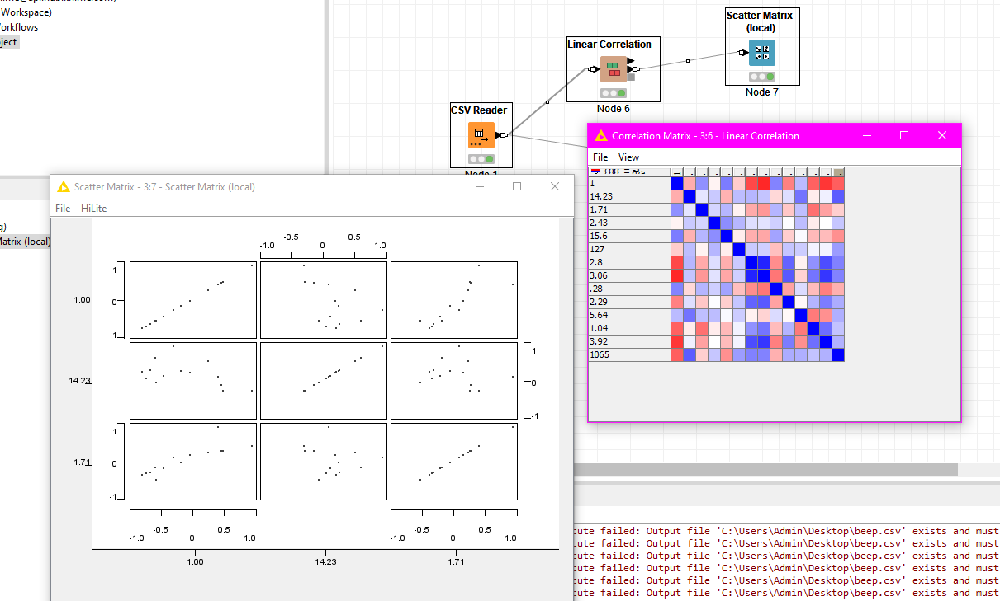 Workspace)
orkflows
ject
g)
Matrix (local)
Scatter Matrix
(local)
Node 7
Linear Correlation
Node 6
CSV Reader
Node 1
Correlation Matrix - 3:6 - Linear Correlation
File View
1
14.23
1.71
2.43
15.6
127
2.8
3.06
.28
2.29
5.64
1.04
3.92
1065
Scatter Matrix - 3:7 - Scatter Matrix (local)
File HiLite
-0.5 0.5
-1.0 0 1.0
1
0
-1
1.00
1
0
-1
14.23
1
0
-1
1.71
-0.5 0.5
-1.0 0 1.0
-0.5 0.5
-1.0 0 1.0
1.00 14.23 1.71
cute failed: Output file 'C:\Users\Admin\Desktop\beep.csv' exists and must
cute failed: Output file 'C:\Users\Admin\Desktop\beep.csv' exists and must
cute failed: Output file 'C:\Users\Admin\Desktop\beep.csv' exists and must
cute failed: Output file 'C:\Users\Admin\Desktop\beep.csv' exists and must
cute failed: Output file 'C:\Users\Admin\Desktop\beep.csv' exists and must
cute failed: Output file 'C:\Users\Admin\Desktop\beep.csv' exists and must